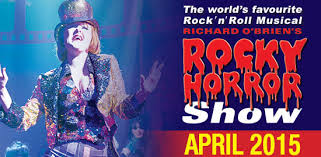 The world's favourite
Rock'n'Roll Musical
RICHARD O'BRIEN'S
ROCKY
HORROR
Show
APRIL 2015